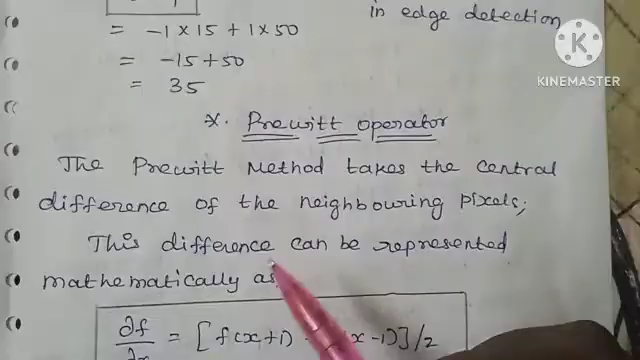 in edge detection
= -1 × 15 + 1 × 50
= -15 + 50
= 35
KINEMASTER
*. Prewitt operator
The Prewitt Method takes the central
difference of the neighbouring pixels;
This difference can be represented
mathematically as
∂f/∂x = [f(x+1) - (x-1)]/2